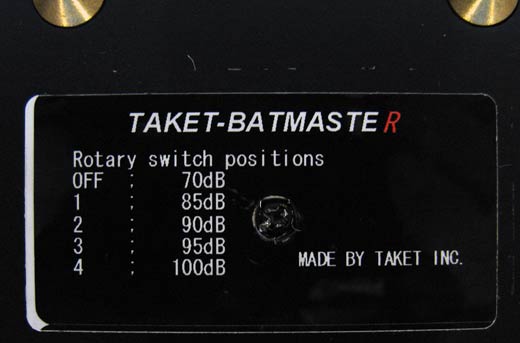 TAKET-BATMASTER
Rotary switch positions
OFF : 70dB
1 : 85dB
2 : 90dB
3 : 95dB
4 : 100dB
MADE BY TAKET INC.